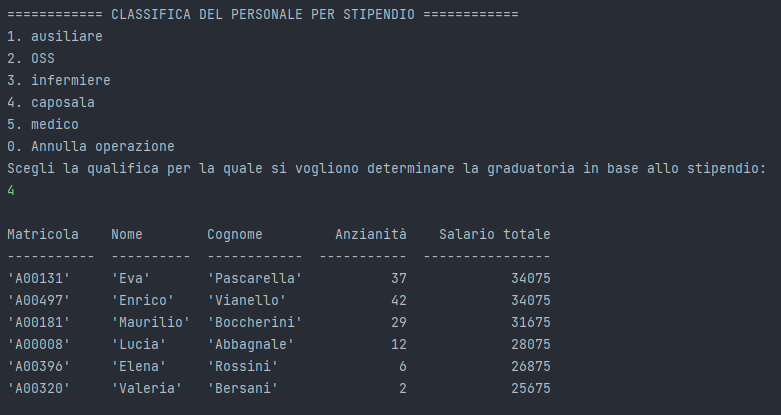 ============ CLASSIFICA DEL PERSONALE PER STIPENDIO ============
1. ausiliare
2. OSS
3. infermiere
4. caposala
5. medico
0. Annulla operazione
Scegli la qualifica per la quale si vogliono determinare la graduatoria in base allo stipendio:
4
Matricola    Nome        Cognome         Anzianità    Salario totale
-----------  ----------  ------------  -----------  ----------------
'A00131'     'Eva'       'Pascarella'           37             34075
'A00497'     'Enrico'    'Vianello'             42             34075
'A00181'     'Maurilio'  'Boccherini'           29             31675
'A00008'     'Lucia'     'Abbagnale'            12             28075
'A00396'     'Elena'     'Rossini'               6             26875
'A00320'     'Valeria'   'Bersani'               2             25675